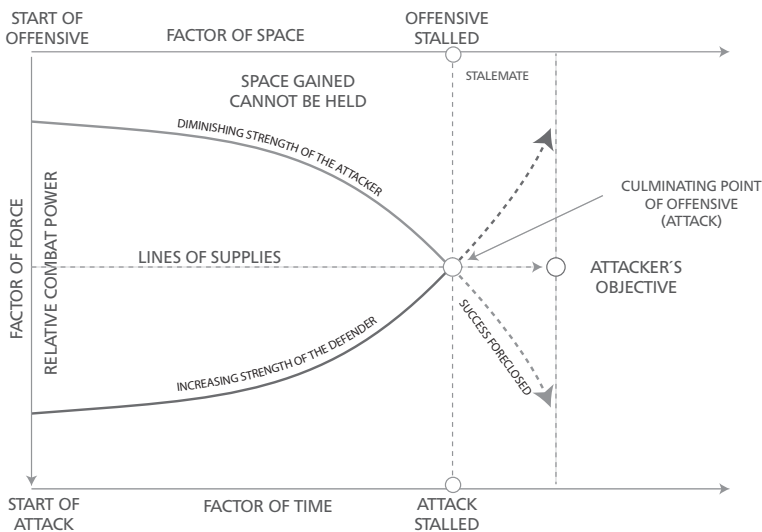 START OF
OFFENSIVE
FACTOR OF SPACE
OFFENSIVE
STALLED
STALEMATE
SPACE GAINED
CANNOT BE HELD
DIMINISHING STRENGTH OF THE ATTACKER
CULMINATING POINT
OF OFFENSIVE
(ATTACK)
FACTOR OF FORCE
RELATIVE COMBAT POWER
LINES OF SUPPLIES
ATTACKER´S
OBJECTIVE
SUCCESS FORECLOSED
INCREASING STRENGTH OF THE DEFENDER
START OF
ATTACK
FACTOR OF TIME
ATTACK
STALLED